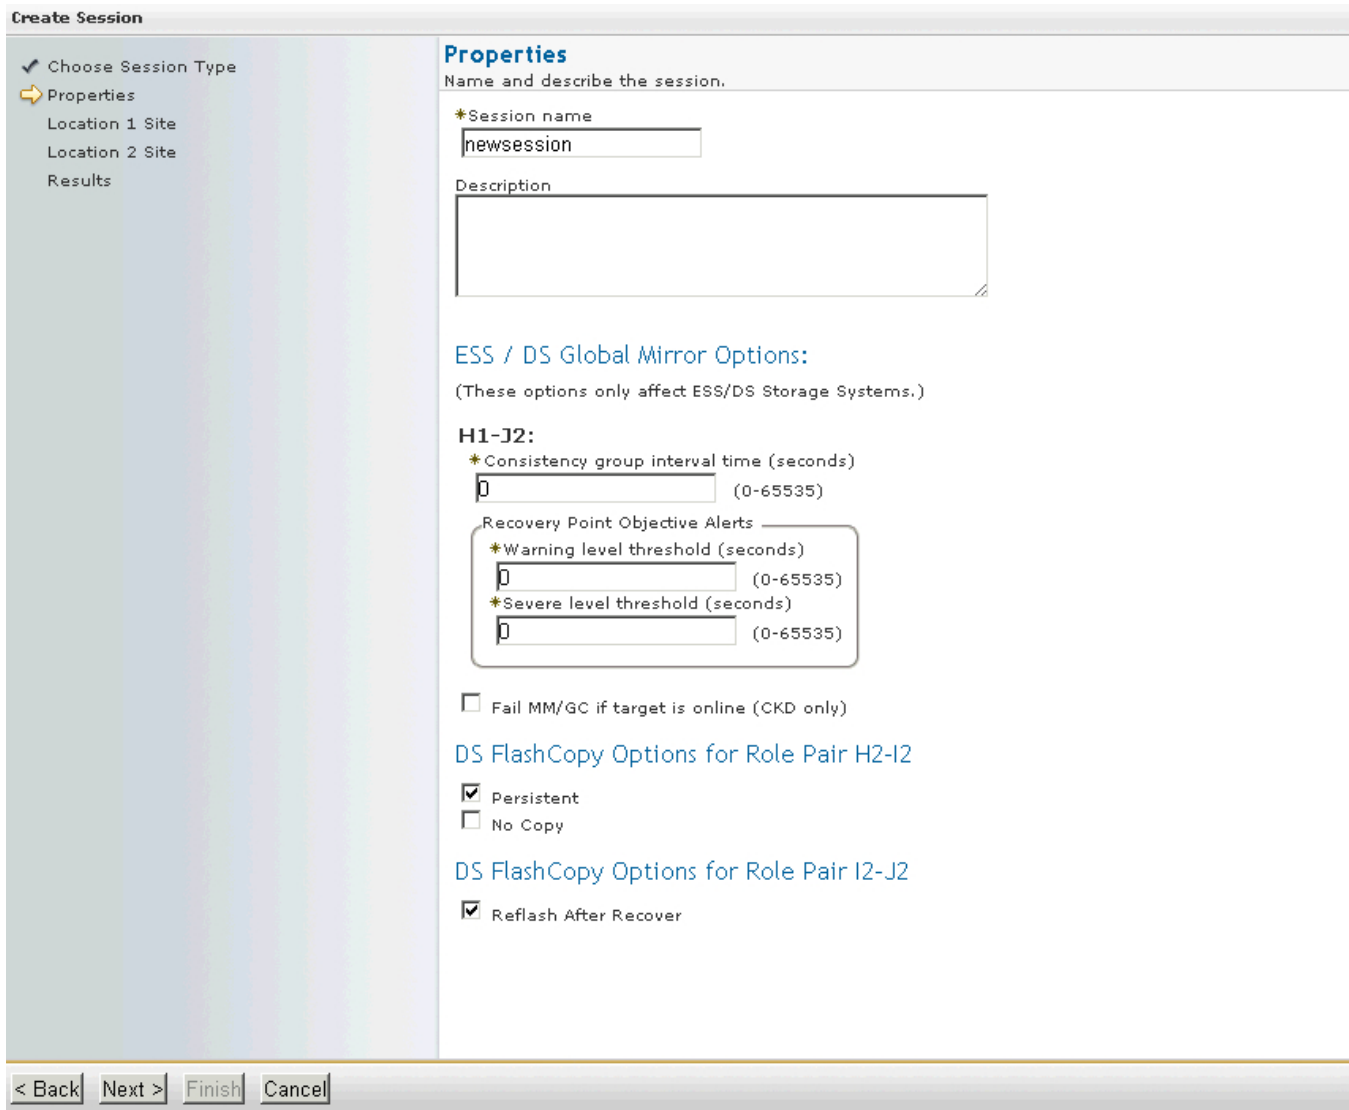 Create Session
Choose Session Type
Properties
Location 1 Site
Location 2 Site
Results
Properties
Name and describe the session.
*Session name
newsession
Description
ESS / DS Global Mirror Options:
(These options only affect ESS/DS Storage Systems.)
H1-J2:
*Consistency group interval time (seconds)
0 (0-65535)
Recovery Point Objective Alerts
*Warning level threshold (seconds)
0 (0-65535)
*Severe level threshold (seconds)
0 (0-65535)
Fail MM/GC if target is online (CKD only)
DS FlashCopy Options for Role Pair H2-I2
Persistent
No Copy
DS FlashCopy Options for Role Pair I2-J2
Reflash After Recover
< Back Next > Finish Cancel